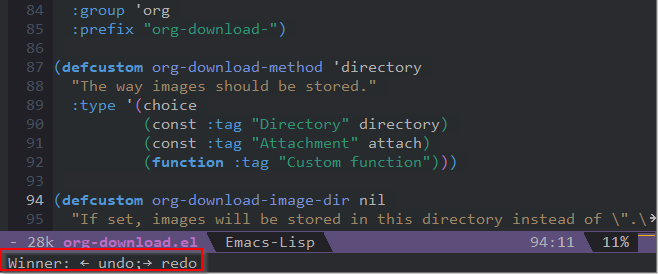 84   :group 'org
85   :prefix "org-download-")
86
87 (defcustom org-download-method 'directory
88   "The way images should be stored."
89   :type '(choice
90           (const :tag "Directory" directory)
91           (const :tag "Attachment" attach)
92           (function :tag "Custom function")))
93
94 (defcustom org-download-image-dir nil
95   "If set, images will be stored in this directory instead of \".\
- 28k org-download.el Emacs-Lisp 94:11 11%
Winner: ← undo;→ redo